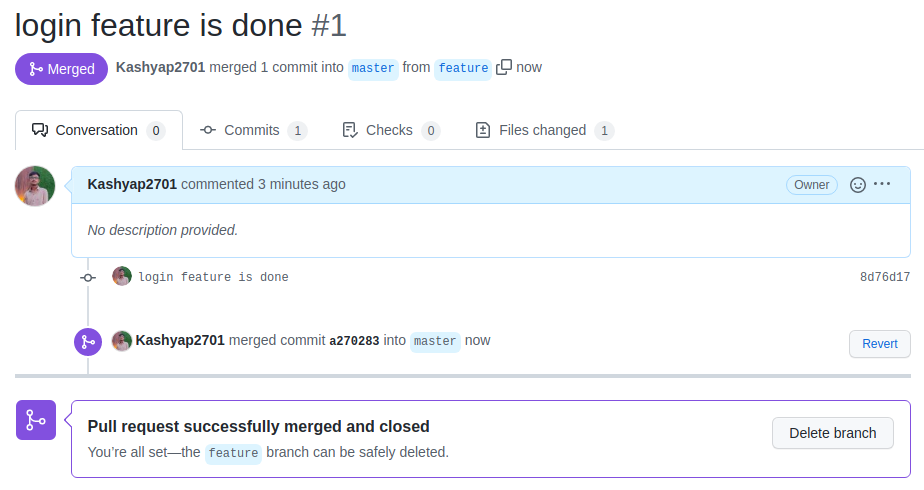 login feature is done #1
Merged Kashyap2701 merged 1 commit into master from feature now
Conversation 0 Commits 1 Checks 0 Files changed 1
Kashyap2701 commented 3 minutes ago Owner
No description provided.
login feature is done 8d76d17
Kashyap2701 merged commit a270283 into master now Revert
Pull request successfully merged and closed
You’re all set—the feature branch can be safely deleted.
Delete branch